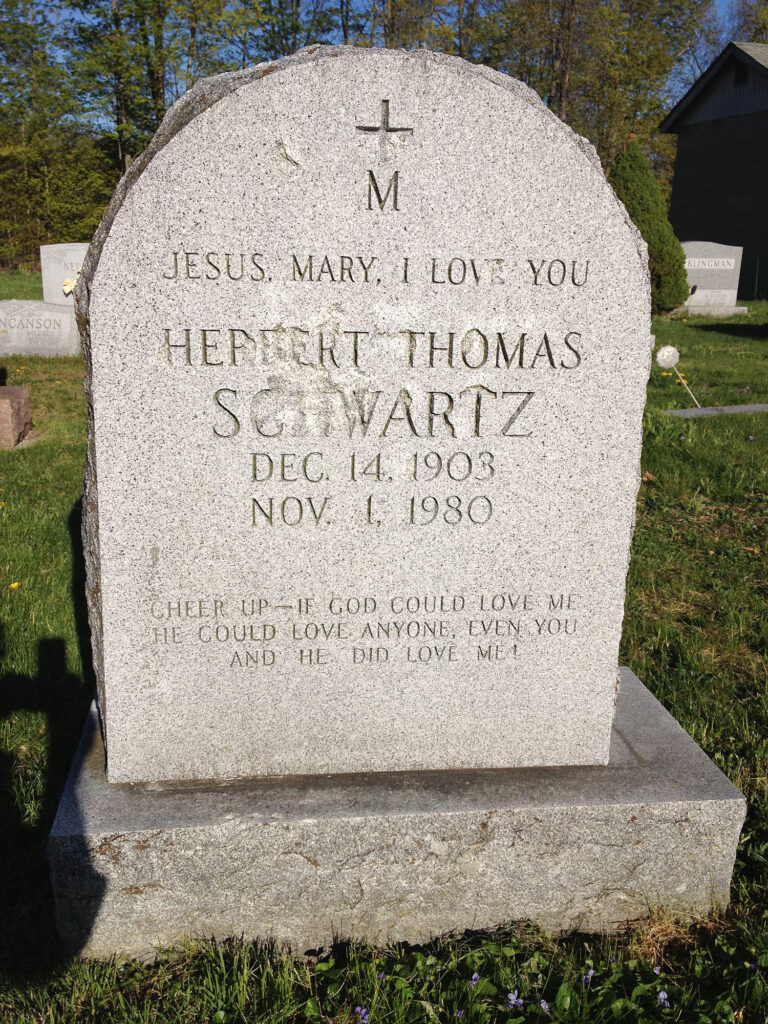 M
JESUS, MARY, I LOVE YOU
HERBERT THOMAS
SCHWARTZ
DEC. 14, 1903
NOV. 1, 1980
CHEER UP—IF GOD COULD LOVE ME
HE COULD LOVE ANYONE, EVEN YOU
AND HE DID LOVE ME!
KLINGMAN